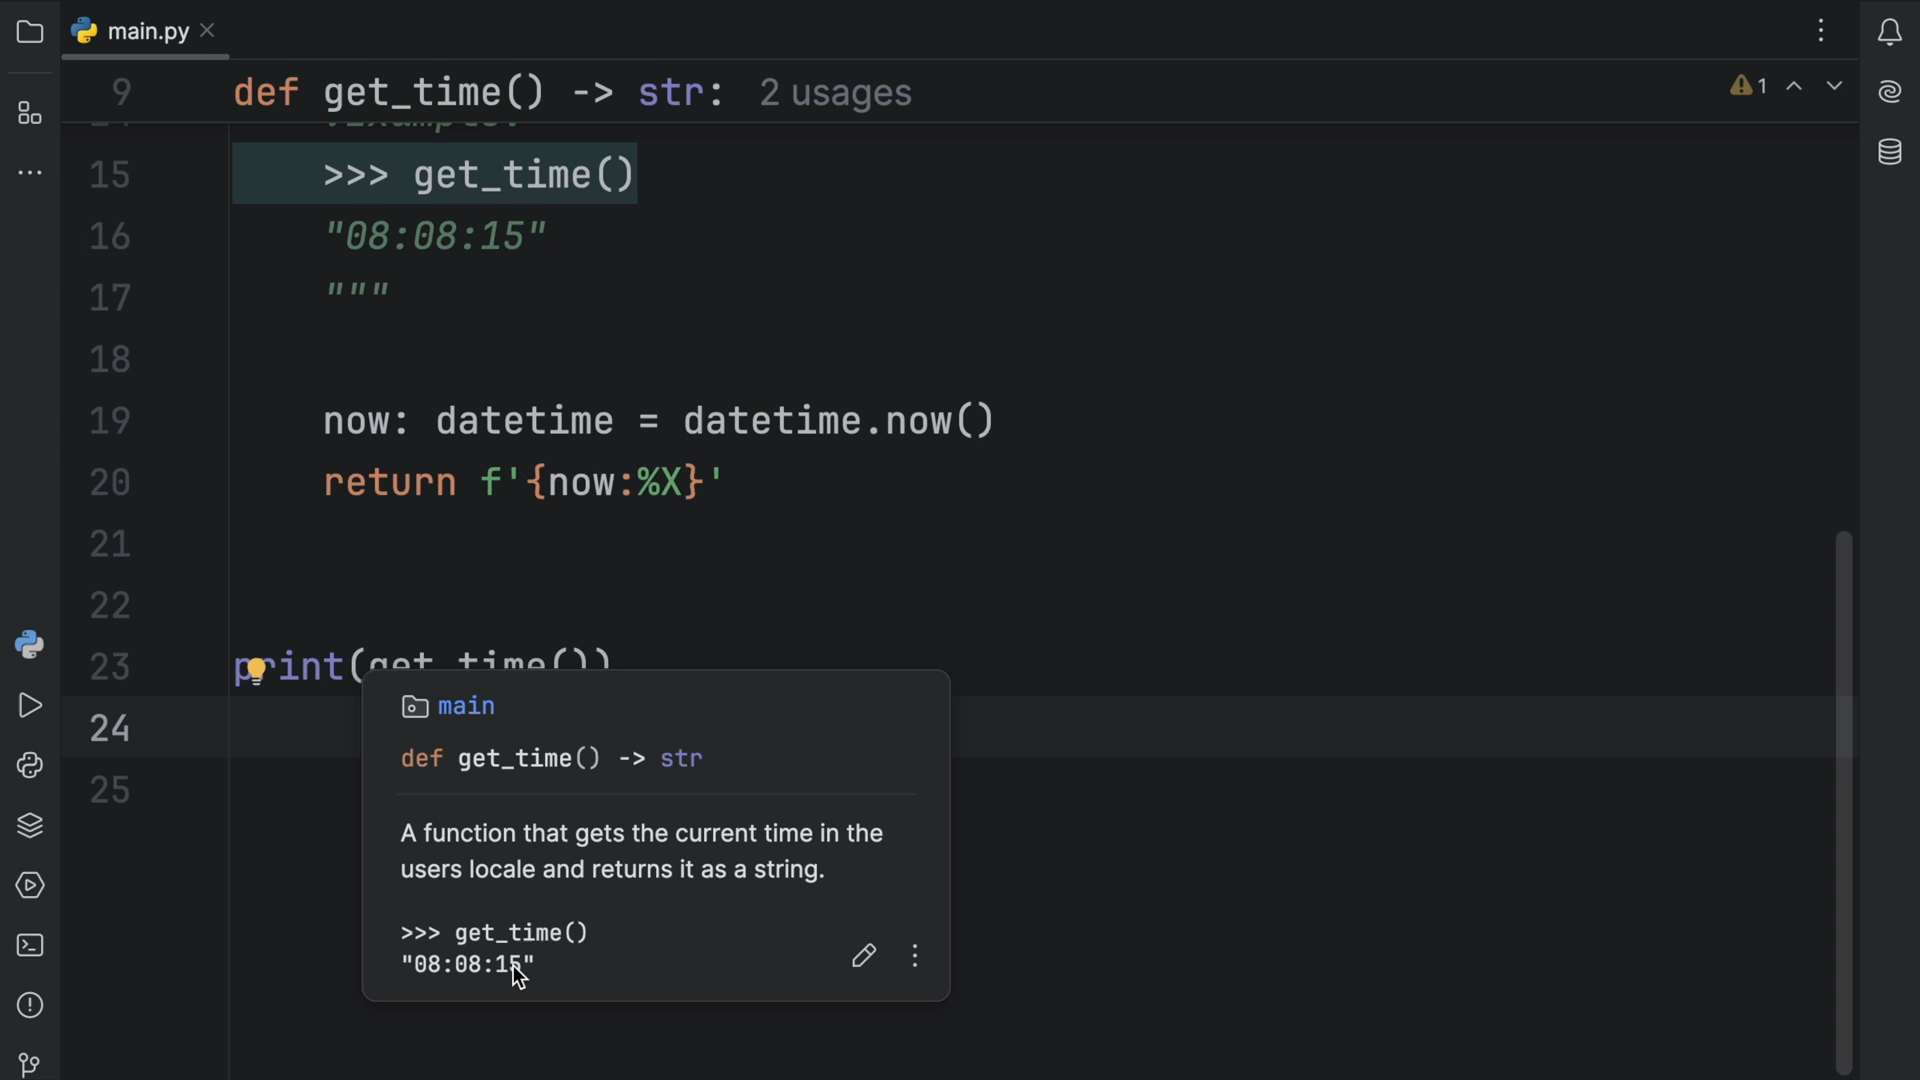 main.py
9 def get_time() -> str: 2 usages
1
15 >>> get_time()
16 "08:08:15"
17 """
18
19 now: datetime = datetime.now()
20 return f'{now:%X}'
21
22
23 print(get_time())
24
25
main
def get_time() -> str
A function that gets the current time in the
users locale and returns it as a string.
>>> get_time()
"08:08:15"